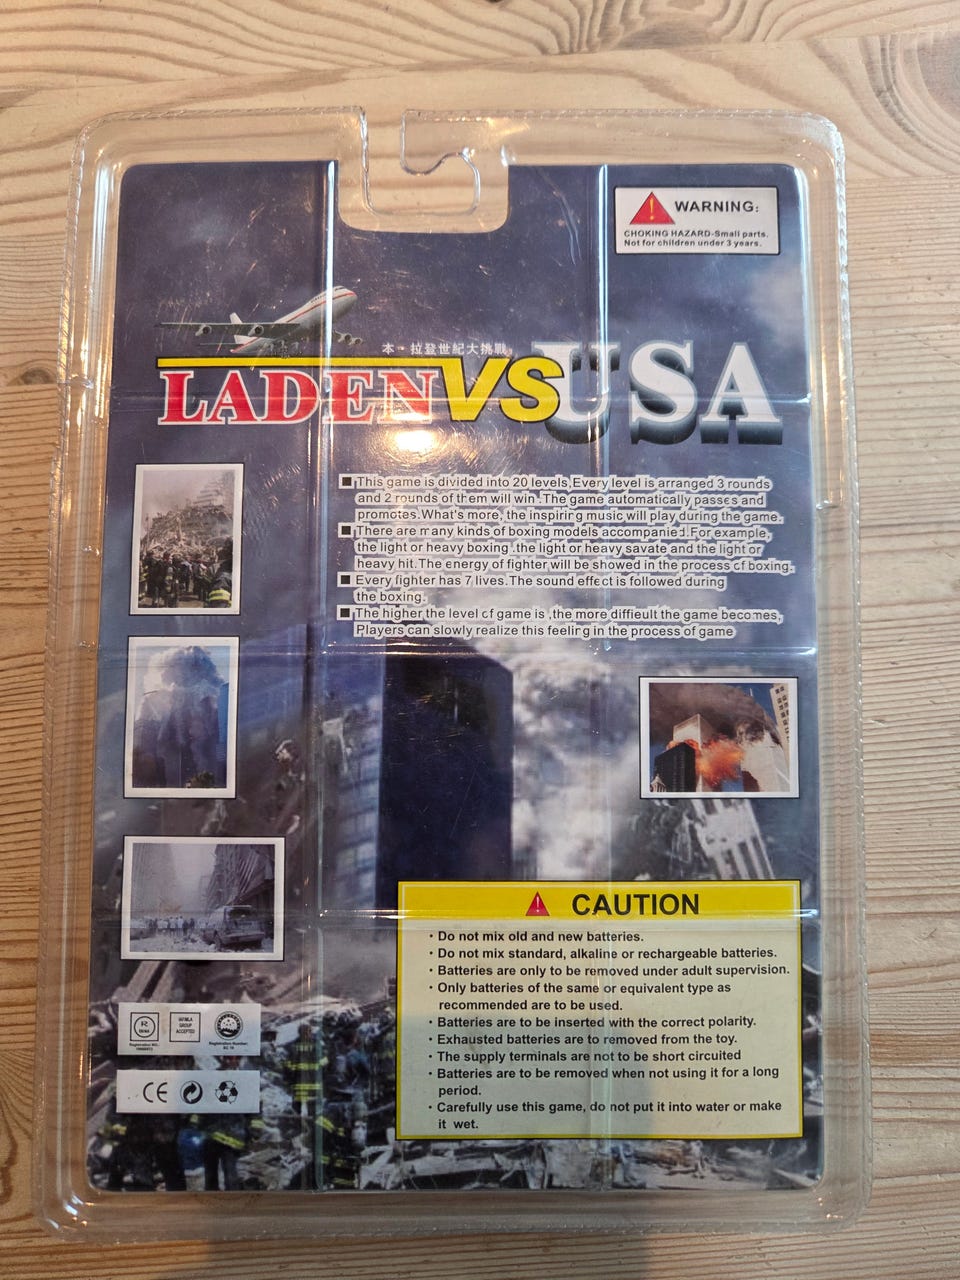 WARNING:
CHOKING HAZARD-Small parts.
Not for children under 3 years.
本·拉登世紀大挑戰
LADEN VS USA
This game is divided into 20 levels,Every level is arranged 3 rounds
and 2 rounds of them will win.The game automatically passes and
promotes.What's more, the inspiring music will play during the game.
There are many kinds of boxing models accompanied.For example,
the light or heavy boxing .the light or heavy savate and the light or
heavy hit.The energy of fighter will be showed in the process of boxing.
Every fighter has 7 lives.The sound effect is followed during
the boxing.
The higher the level of game is ,the more diffieult the game becomes,
Players can slowly realize this feeling in the process of game
CAUTION
· Do not mix old and new batteries.
· Do not mix standard, alkaline or rechargeable batteries.
· Batteries are only to be removed under adult supervision.
· Only batteries of the same or equivalent type as
recommended are to be used.
· Batteries are to be inserted with the correct polarity.
· Exhausted batteries are to removed from the toy.
· The supply terminals are not to be short circuited
· Batteries are to be removed when not using it for a long
period.
· Carefully use this game, do not put it into water or make
it wet.
R
GROUP
ACCEPTED
Registration NO.:
Registration Number:
CE